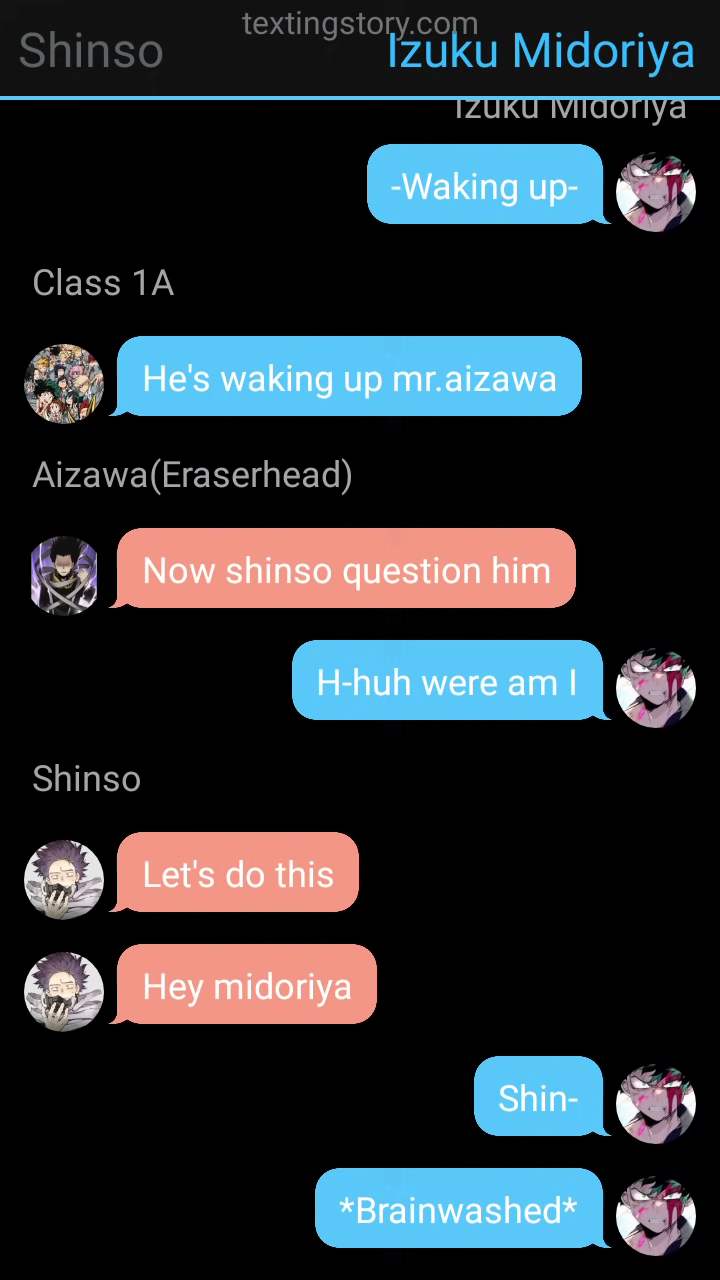 textingstory.com
Shinso
Izuku Midoriya
Izuku Midoriya
-Waking up-
Class 1A
He's waking up mr.aizawa
Aizawa(Eraserhead)
Now shinso question him
H-huh were am I
Shinso
Let's do this
Hey midoriya
Shin-
*Brainwashed*